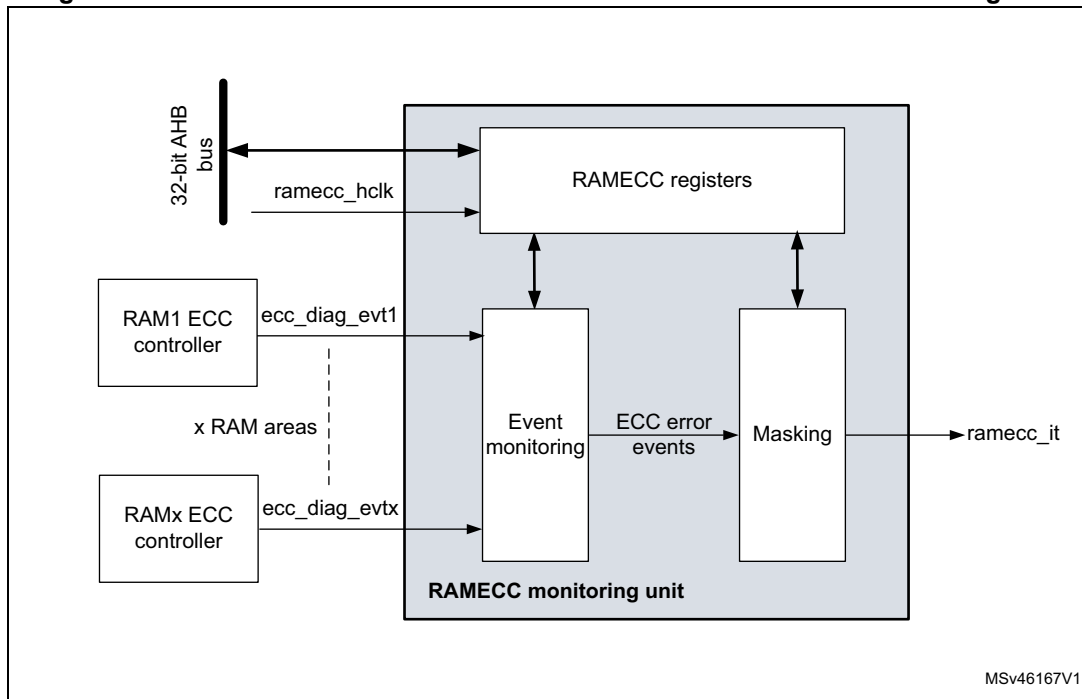 32-bit AHB
bus
RAMECC registers
ramecc_hclk
RAM1 ECC
controller
ecc_diag_evt1
x RAM areas
Event
monitoring
ECC error
events
Masking
ramecc_it
RAMx ECC
controller
ecc_diag_evtx
RAMECC monitoring unit
MSv46167V1